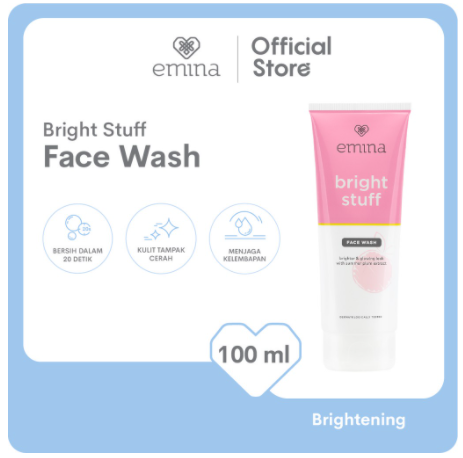 emina
Official
Store
Bright Stuff
Face Wash
emina
bright
stuff
FACE WASH
BERSIH DALAM
20 DETIK
KULIT TAMPAK
CERAH
MENJAGA
KELEMBAPAN
100 ml
Brightening